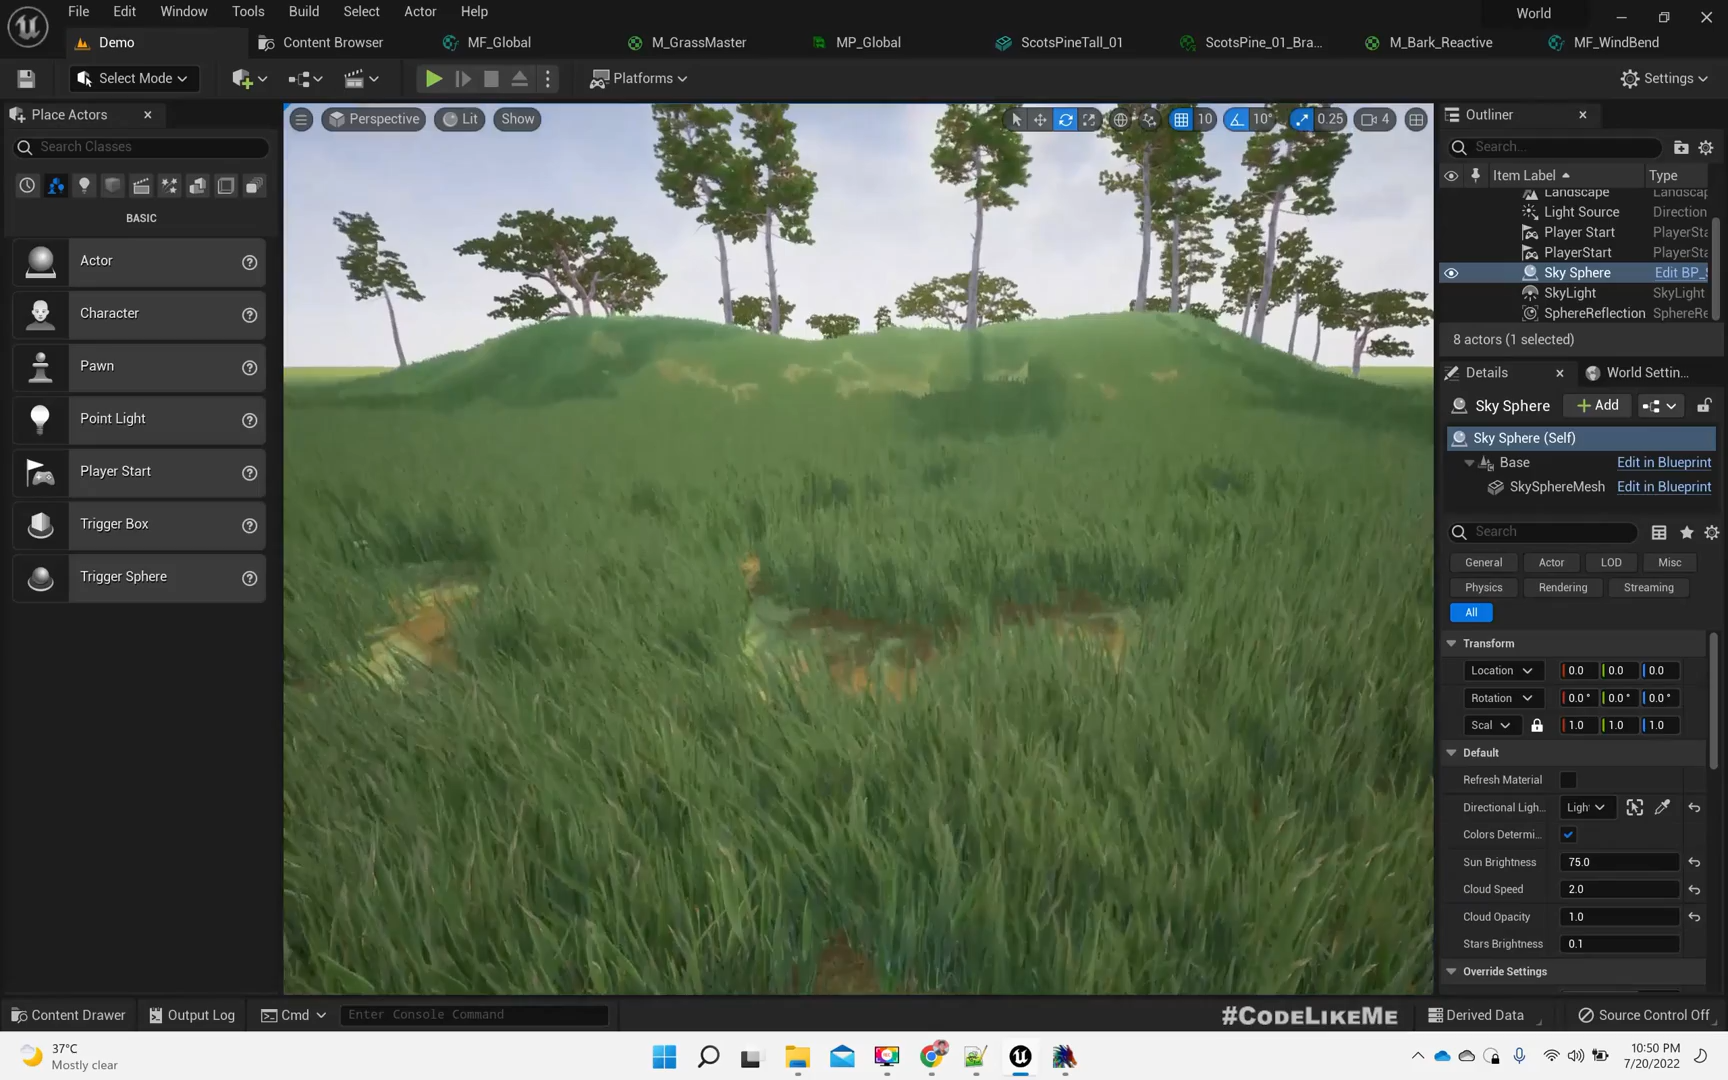 File Edit Window Tools Build Select Actor Help World
Demo Content Browser MF_Global M_GrassMaster MP_Global ScotsPineTall_01 ScotsPine_01_Bra... M_Bark_Reactive MF_WindBend
Select Mode Platforms Settings
Place Actors
Search Classes
BASIC
Actor
Character
Pawn
Point Light
Player Start
Trigger Box
Trigger Sphere
Perspective Lit Show 10 10° 0.25 4
Outliner
Search...
Item Label Type
Landscape Landscap
Light Source Direction
Player Start PlayerSta
PlayerStart PlayerSta
Sky Sphere Edit BP_S
SkyLight SkyLight
SphereReflection SphereRe
8 actors (1 selected)
Details World Settin...
Sky Sphere Add
Sky Sphere (Self)
Base Edit in Blueprint
SkySphereMesh Edit in Blueprint
Search
General Actor LOD Misc
Physics Rendering Streaming
All
Transform
Location 0.0 0.0 0.0
Rotation 0.0° 0.0° 0.0°
Scal 1.0 1.0 1.0
Default
Refresh Material
Directional Ligh... Ligh
Colors Determi...
Sun Brightness 75.0
Cloud Speed 2.0
Cloud Opacity 1.0
Stars Brightness 0.1
Override Settings
Content Drawer Output Log Cmd Enter Console Command #CODELIKEME Derived Data Source Control Off
37°C
Mostly clear
10:50 PM
7/20/2022